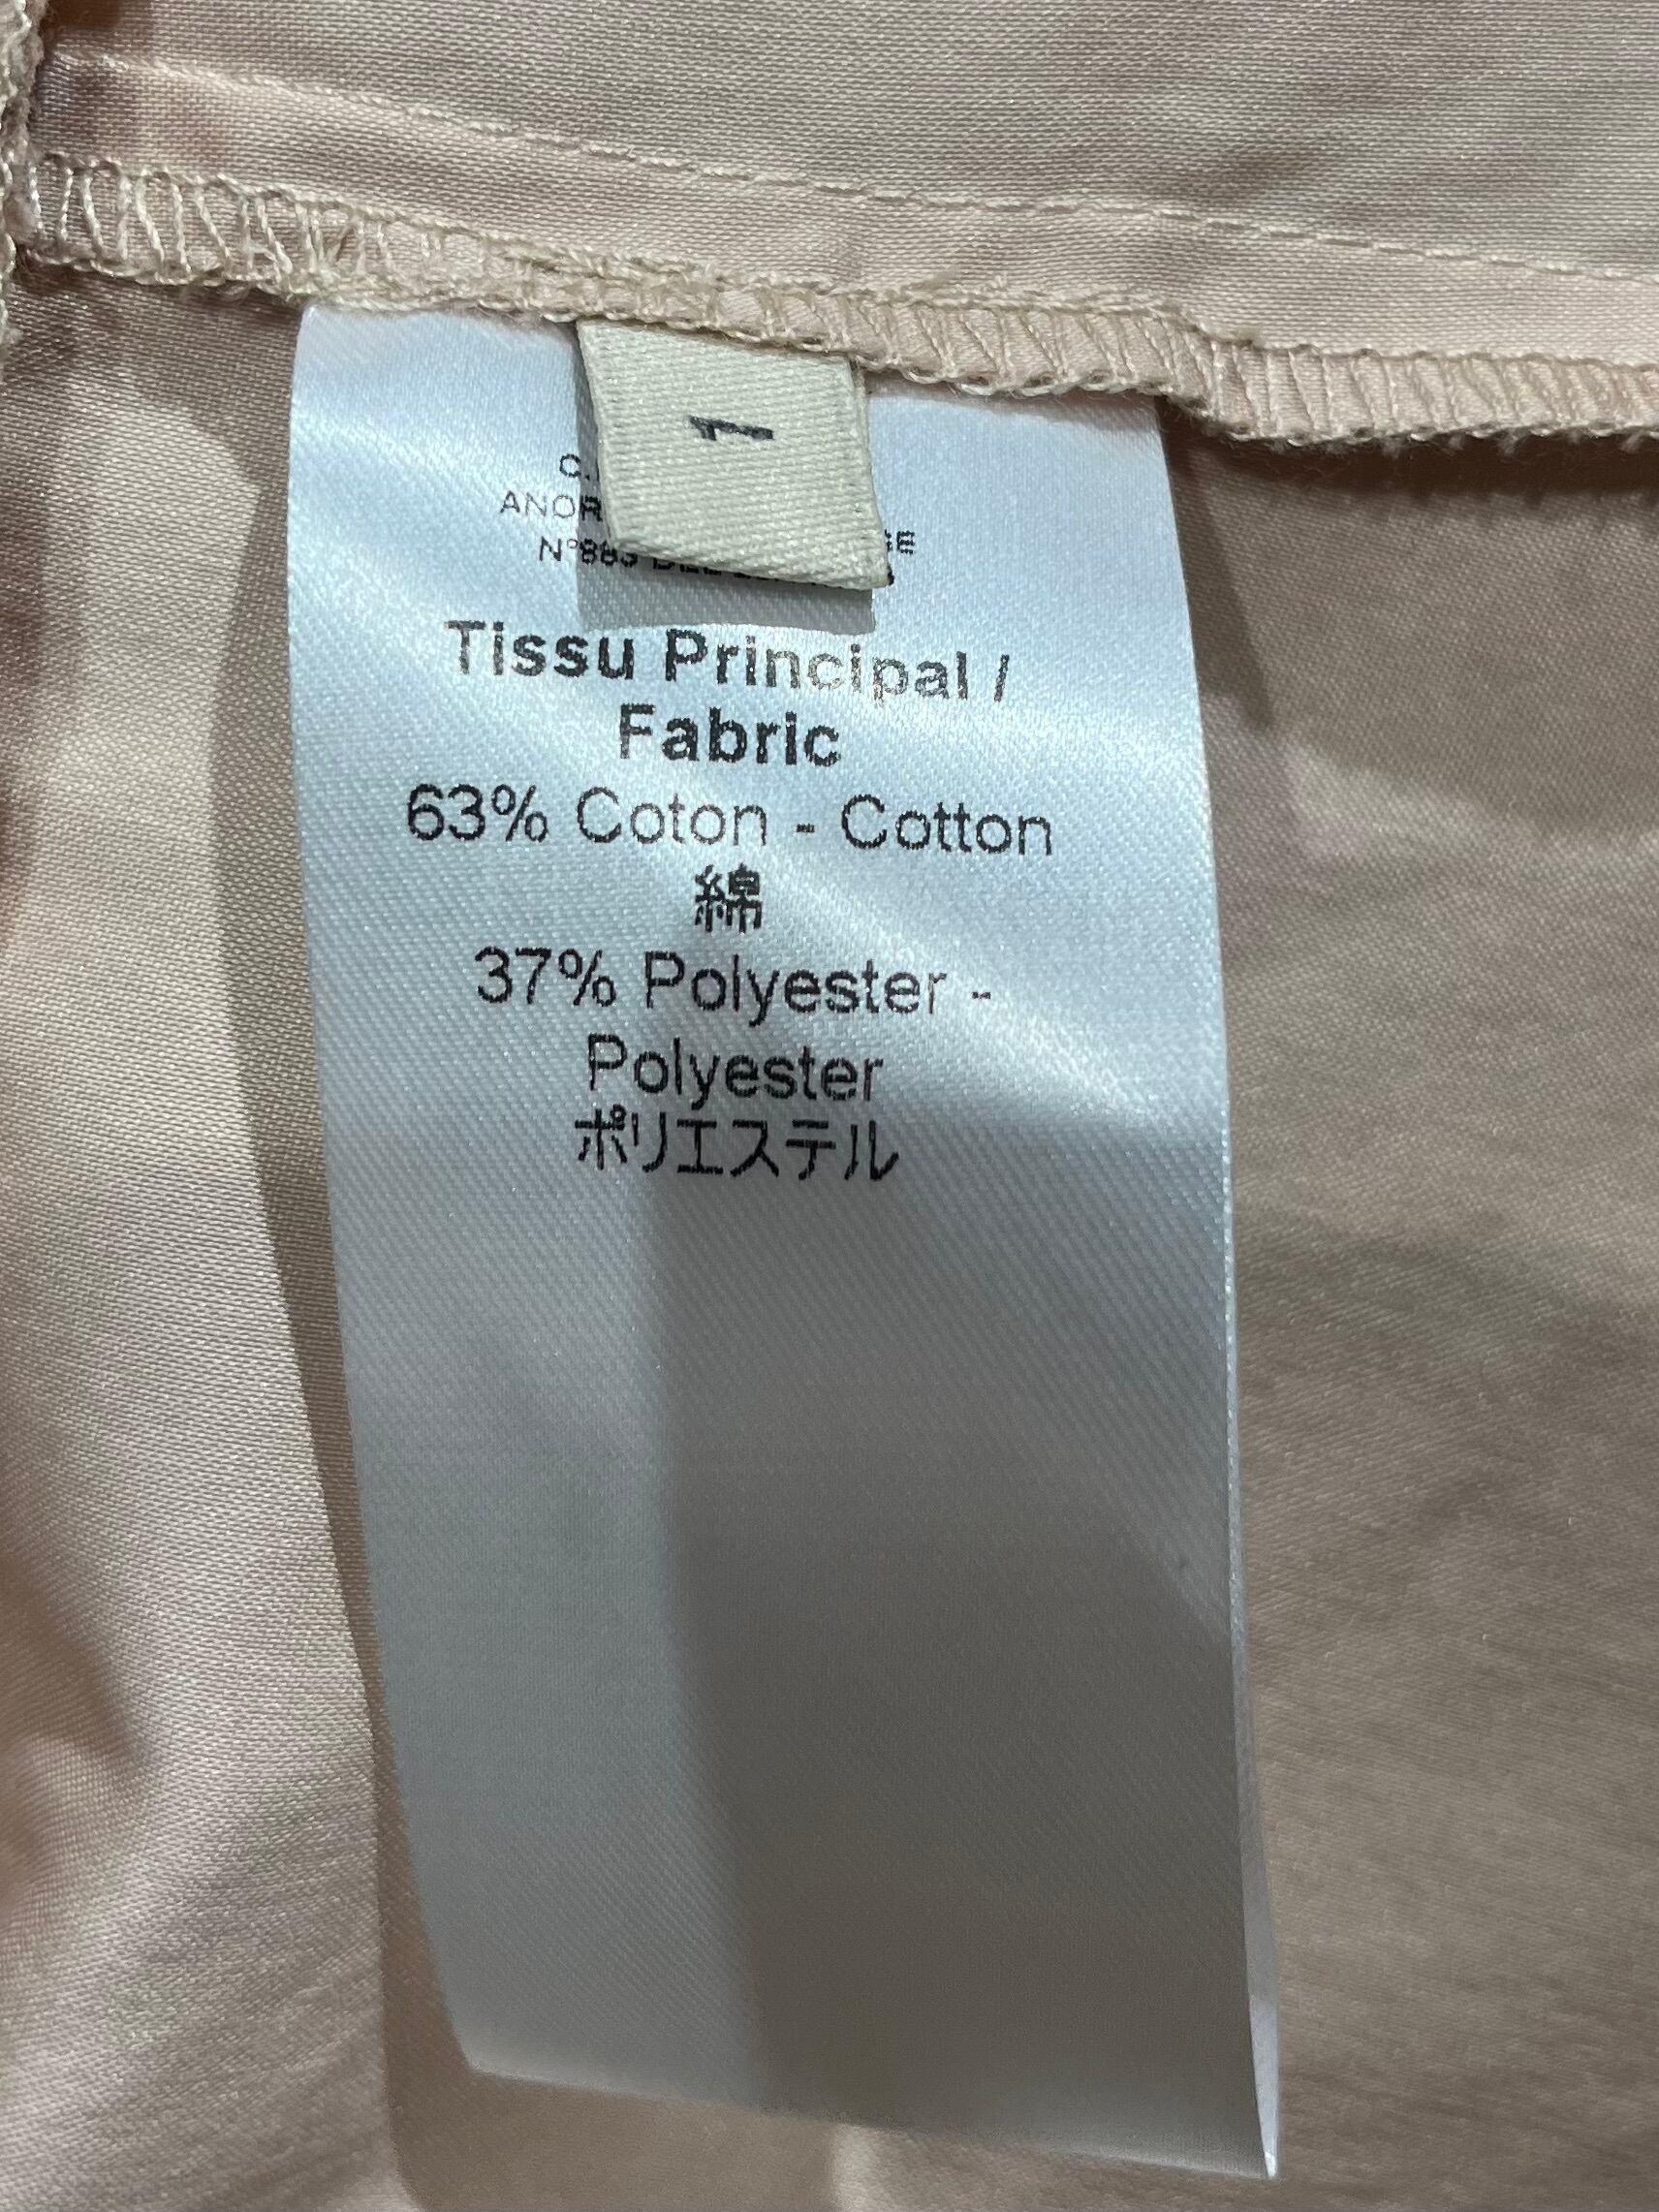 1
Tissu Principal /
Fabric
63% Coton - Cotton
綿
37% Polyester -
Polyester
ポリエステル